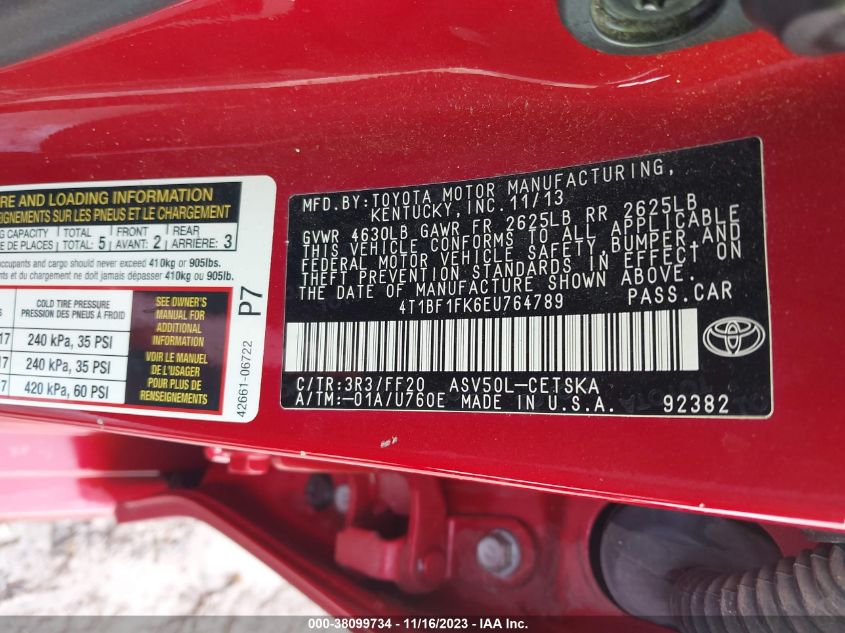 RE AND LOADING INFORMATION
SEIGNEMENTS SUR LES PNEUS ET LE CHARGEMENT
G CAPACITY TOTAL FRONT REAR
RE DE PLACES TOTAL: 5 AVANT: 2 ARRIÈRE: 3
occupants and cargo should never exceed 410kg or 905lbs.
et du chargement ne doit jamais dépasser 410kg ou 905lb.
COLD TIRE PRESSURE
PRESSION DES PNEUS À FROID
17 240 kPa, 35 PSI
17 240 kPa, 35 PSI
7 420 kPa, 60 PSI
SEE OWNER'S
MANUAL FOR
ADDITIONAL
INFORMATION
VOIR LE MANUEL
DE L'USAGER
POUR PLUS DE
RENSEIGNEMENTS
P7
42661-06722
MFD.BY:TOYOTA MOTOR MANUFACTURING,
KENTUCKY, INC. 11/13
GVWR 4630LB GAWR FR 2625LB RR 2625LB
THIS VEHICLE CONFORMS TO ALL APPLICABLE
FEDERAL MOTOR VEHICLE SAFETY, BUMPER, AND
THEFT PREVENTION STANDARDS IN EFFECT ON
THE DATE OF MANUFACTURE SHOWN ABOVE.
4T1BF1FK6EU764789 PASS.CAR
C/TR:3R3/FF20 ASV50L-CETSKA
A/TM:-01A/U760E MADE IN U.S.A. 92382
000-38099734 - 11/16/2023 - IAA Inc.